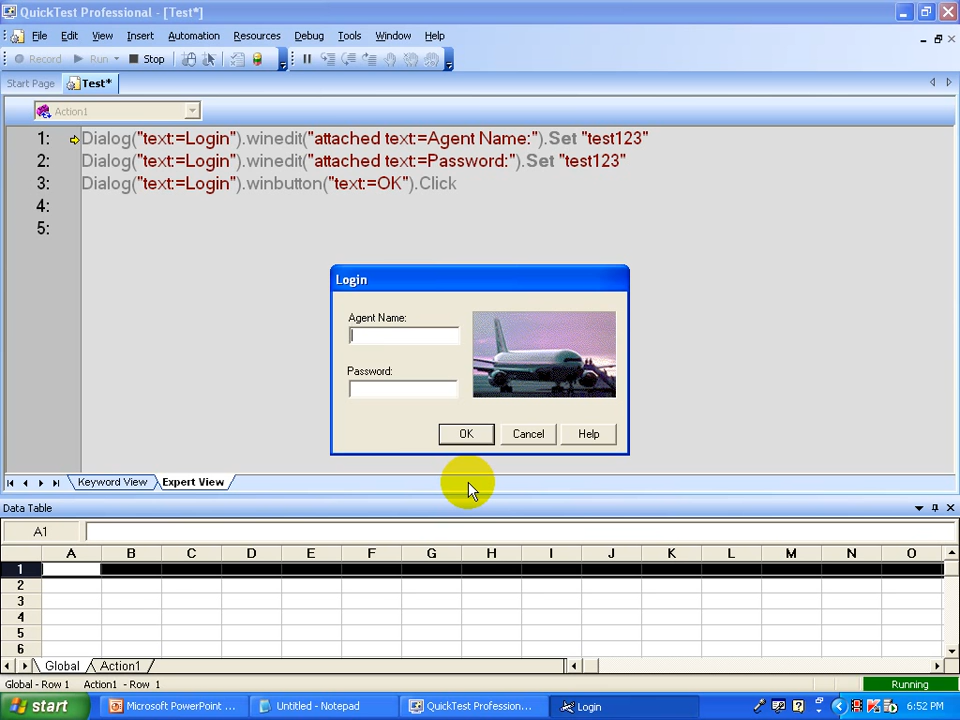 QuickTest Professional - [Test*]
File Edit View Insert Automation Resources Debug Tools Window Help
Record Run Stop
Start Page Test*
Action1
1: Dialog("text:=Login").winedit("attached text:=Agent Name:").Set "test123"
2: Dialog("text:=Login").winedit("attached text:=Password:").Set "test123"
3: Dialog("text:=Login").winbutton("text:=OK").Click
4:
5:
Login
Agent Name:
Password:
OK Cancel Help
Keyword View Expert View
Data Table
A1
A B C D E F G H I J K L M N O
1
2
3
4
5
6
Global Action1
Global - Row 1 Action1 - Row 1 Running
start Microsoft PowerPoint ... Untitled - Notepad QuickTest Profession... Login 6:52 PM